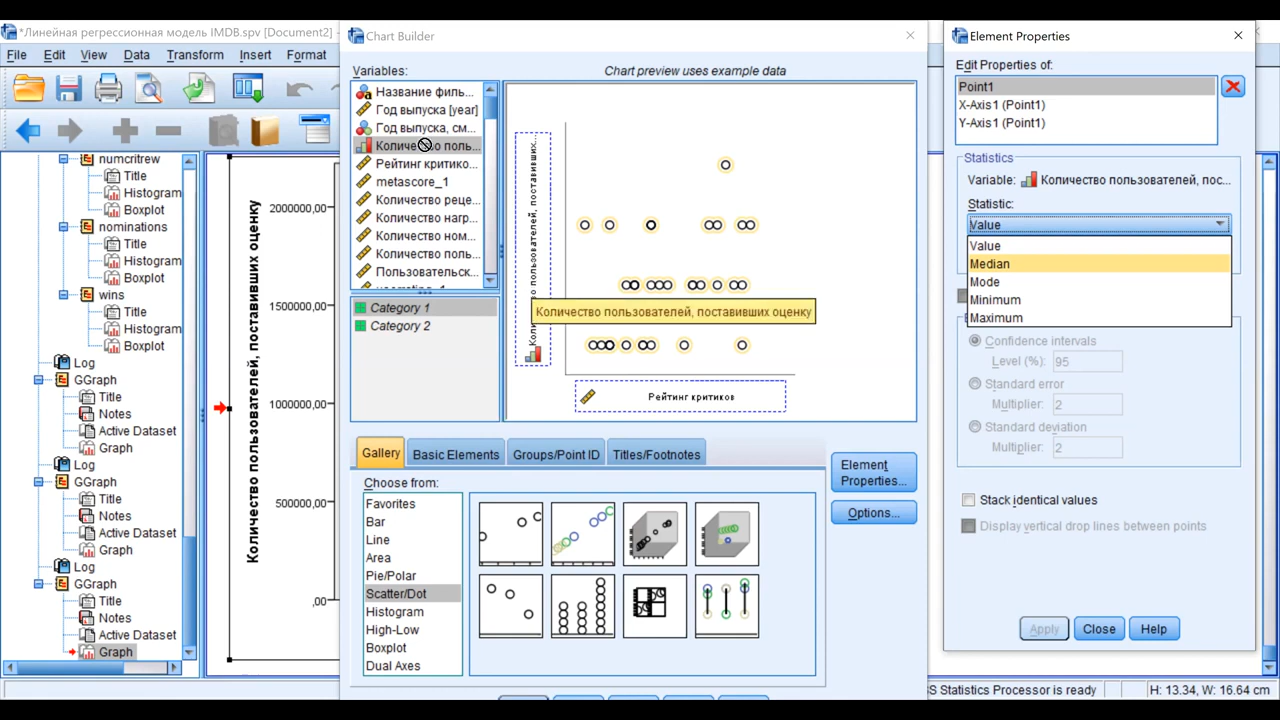 *Линейная регрессионная модель IMDB.spv [Document2]
File Edit View Data Transform Insert Format
numcritrew
Title
Histogram
Boxplot
nominations
Title
Histogram
Boxplot
wins
Title
Histogram
Boxplot
Log
GGraph
Title
Notes
Active Dataset
Graph
Log
GGraph
Title
Notes
Active Dataset
Graph
Log
GGraph
Title
Notes
Active Dataset
Graph
Количество пользователей, поставивших оценку
2000000,00
1500000,00
1000000,00
500000,00
,00
Chart Builder
Variables:
Название филь...
Год выпуска [year]
Год выпуска, см...
Количество поль...
Рейтинг критико...
metascore_1
Количество реце...
Количество нагр...
Количество ном...
Количество поль...
Пользовательск...
Category 1
Category 2
Chart preview uses example data
Количество пользователей, поставивших оценку
Рейтинг критиков
Gallery Basic Elements Groups/Point ID Titles/Footnotes
Choose from:
Favorites
Bar
Line
Area
Pie/Polar
Scatter/Dot
Histogram
High-Low
Boxplot
Dual Axes
Element Properties...
Options...
Element Properties
Edit Properties of:
Point1
X-Axis1 (Point1)
Y-Axis1 (Point1)
Statistics
Variable: Количество пользователей, пос...
Statistic:
Value
Value
Median
Mode
Minimum
Maximum
Confidence intervals
Level (%): 95
Standard error
Multiplier: 2
Standard deviation
Multiplier: 2
Stack identical values
Display vertical drop lines between points
Apply Close Help
S Statistics Processor is ready H: 13.34, W: 16.64 cm